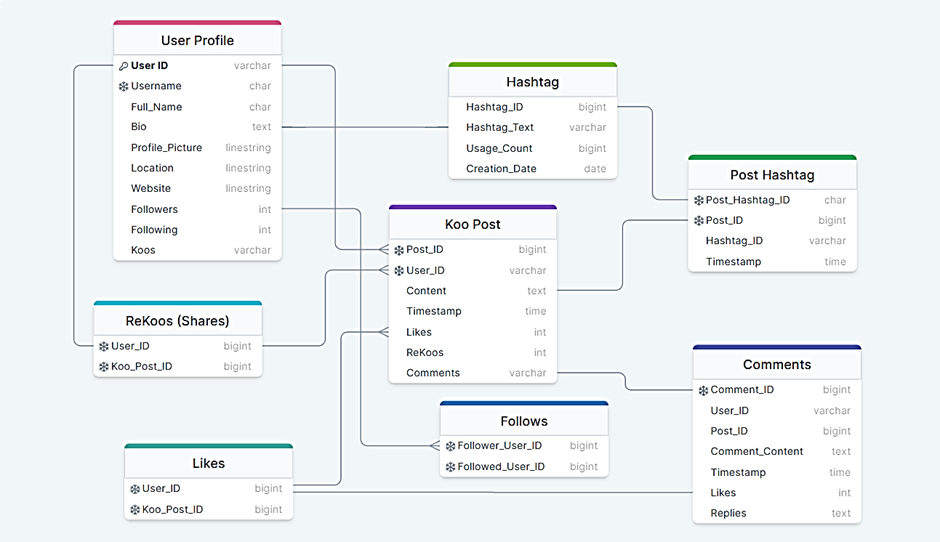 User Profile
User ID varchar
Username char
Full_Name char
Bio text
Profile_Picture linestring
Location linestring
Website linestring
Followers int
Following int
Koos varchar
Hashtag
Hashtag_ID bigint
Hashtag_Text varchar
Usage_Count bigint
Creation_Date date
Post Hashtag
Post_Hashtag_ID char
Post_ID bigint
Hashtag_ID varchar
Timestamp time
Koo Post
Post_ID bigint
User_ID varchar
Content text
Timestamp time
Likes int
ReKoos int
Comments varchar
ReKoos (Shares)
User_ID bigint
Koo_Post_ID bigint
Comments
Comment_ID bigint
User_ID varchar
Post_ID bigint
Comment_Content text
Timestamp time
Likes int
Replies text
Follows
Follower_User_ID bigint
Followed_User_ID bigint
Likes
User_ID bigint
Koo_Post_ID bigint